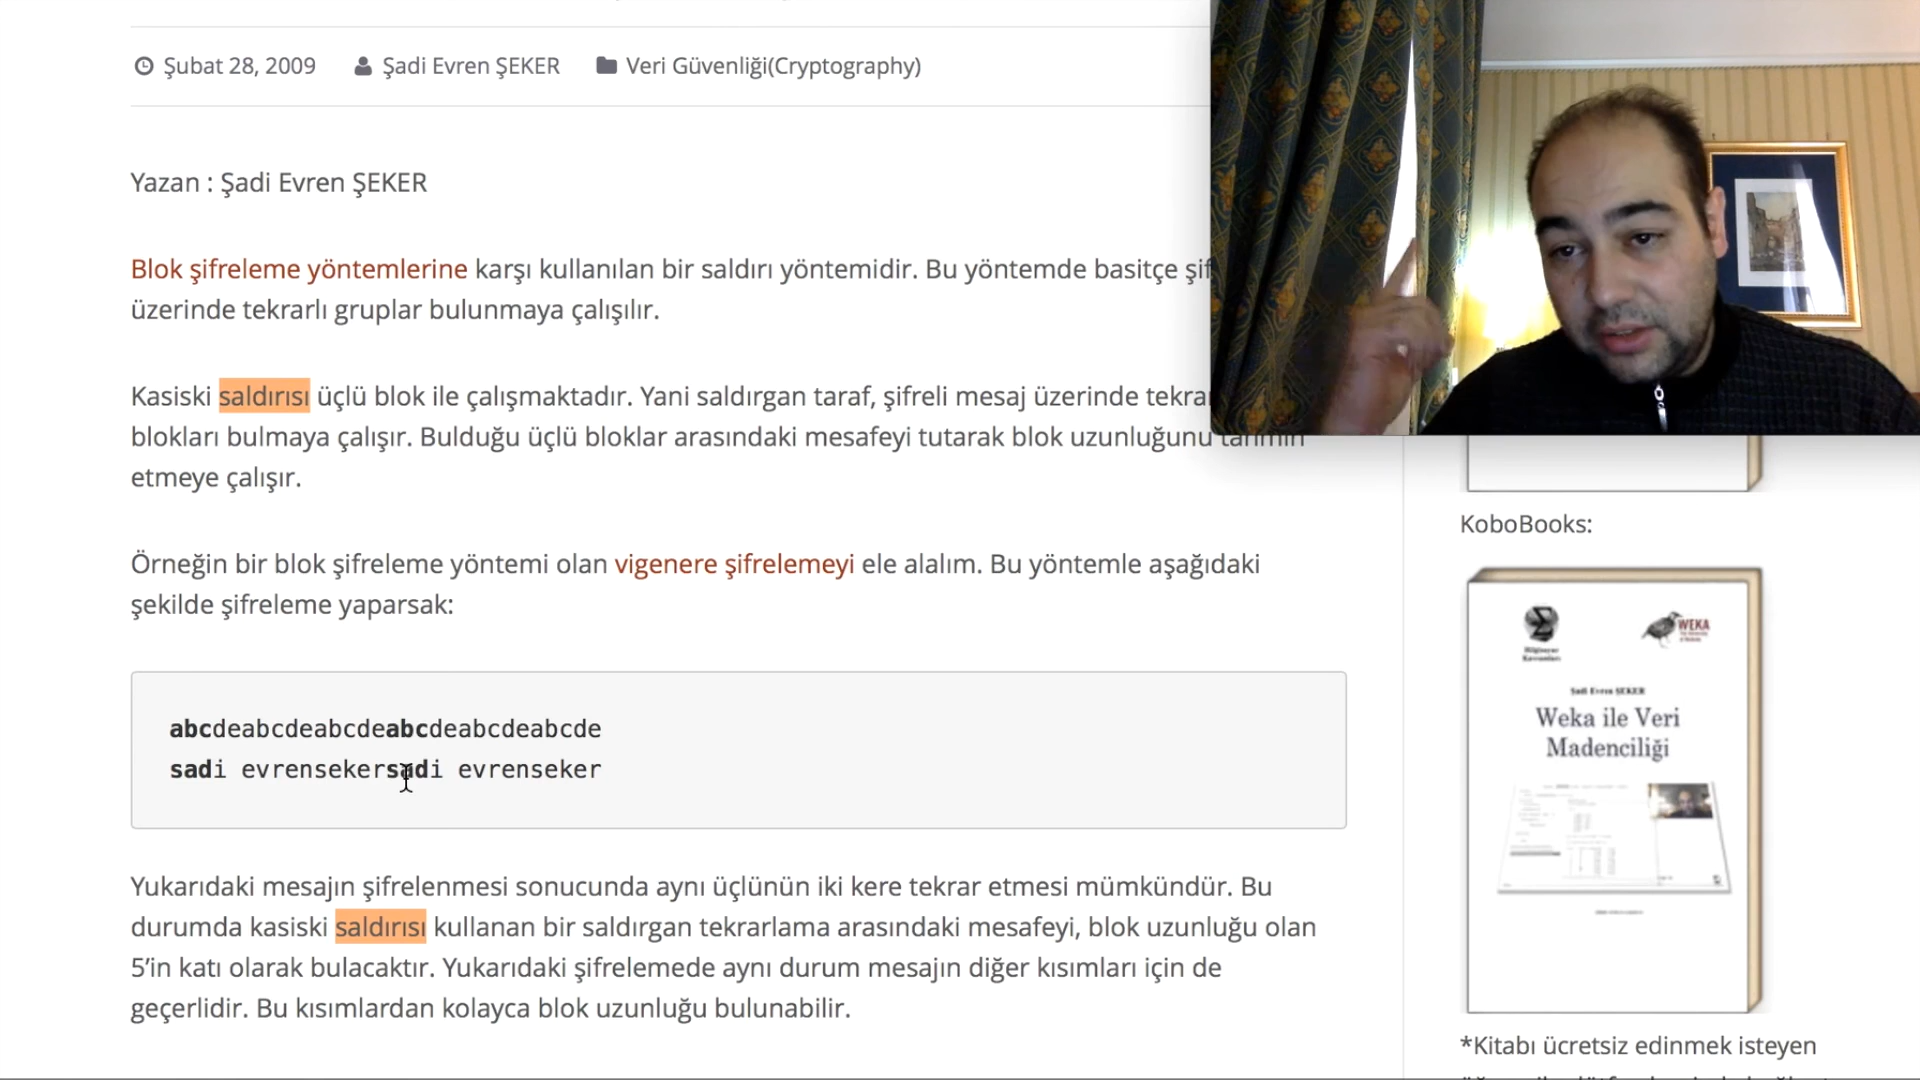 Şubat 28, 2009 Şadi Evren ŞEKER Veri Güvenliği(Cryptography)
Yazan : Şadi Evren ŞEKER
Blok şifreleme yöntemlerine karşı kullanılan bir saldırı yöntemidir. Bu yöntemde basitçe
üzerinde tekrarlı gruplar bulunmaya çalışılır.
Kasiski saldırısı üçlü blok ile çalışmaktadır. Yani saldırgan taraf, şifreli mesaj üzerinde
blokları bulmaya çalışır. Bulduğu üçlü bloklar arasındaki mesafeyi tutarak blok uzunluğunu tahmin
etmeye çalışır.
Örneğin bir blok şifreleme yöntemi olan vigenere şifrelemeyi ele alalım. Bu yöntemle aşağıdaki
şekilde şifreleme yaparsak:
abcdeabcdeabcdeabcdeabcdeabcde
sadi evrensekersadi evrenseker
Yukarıdaki mesajın şifrelenmesi sonucunda aynı üçlünün iki kere tekrar etmesi mümkündür. Bu
durumda kasiski saldırısı kullanan bir saldırgan tekrarlama arasındaki mesafeyi, blok uzunluğu olan
5’in katı olarak bulacaktır. Yukarıdaki şifrelemede aynı durum mesajın diğer kısımları için de
geçerlidir. Bu kısımlardan kolayca blok uzunluğu bulunabilir.
KoboBooks:
WEKA
Şadi Evren ŞEKER
Weka ile Veri
Madenciliği
*Kitabı ücretsiz edinmek isteyen